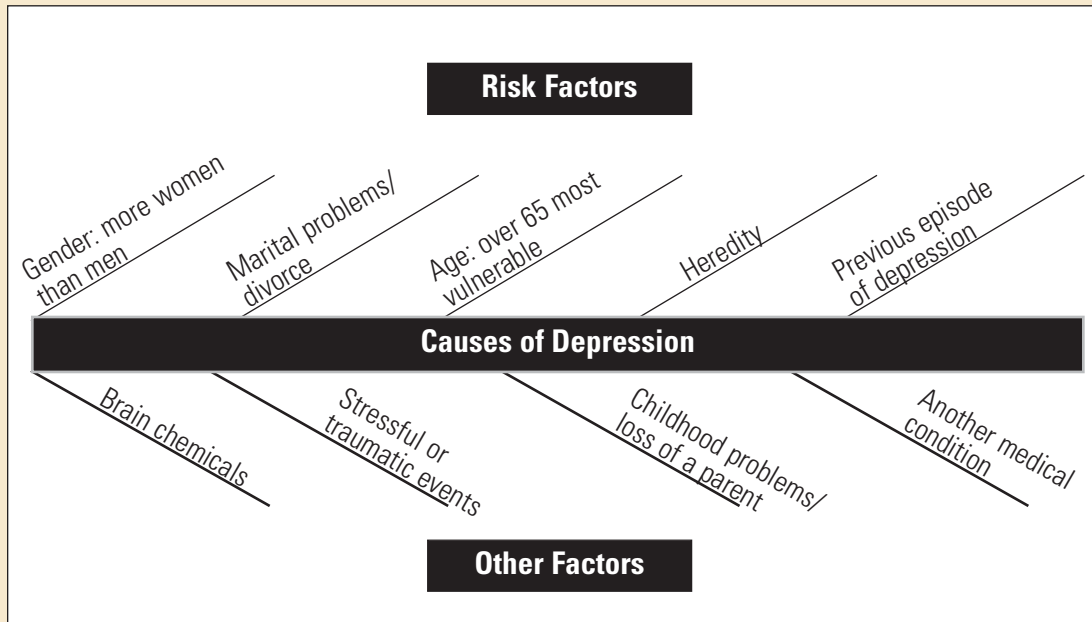 Risk Factors
Gender: more women
than men
Marital problems/
divorce
Age: over 65 most
vulnerable
Heredity
Previous episode
of depression
Causes of Depression
Brain chemicals
Stressful or
traumatic events
Childhood problems/
loss of a parent
Another medical
condition
Other Factors